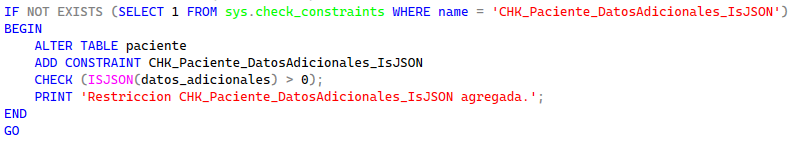 IF NOT EXISTS (SELECT 1 FROM sys.check_constraints WHERE name = 'CHK_Paciente_DatosAdicionales_IsJSON')
BEGIN
    ALTER TABLE paciente
    ADD CONSTRAINT CHK_Paciente_DatosAdicionales_IsJSON
    CHECK (ISJSON(datos_adicionales) > 0);
    PRINT 'Restriccion CHK_Paciente_DatosAdicionales_IsJSON agregada.';
END
GO